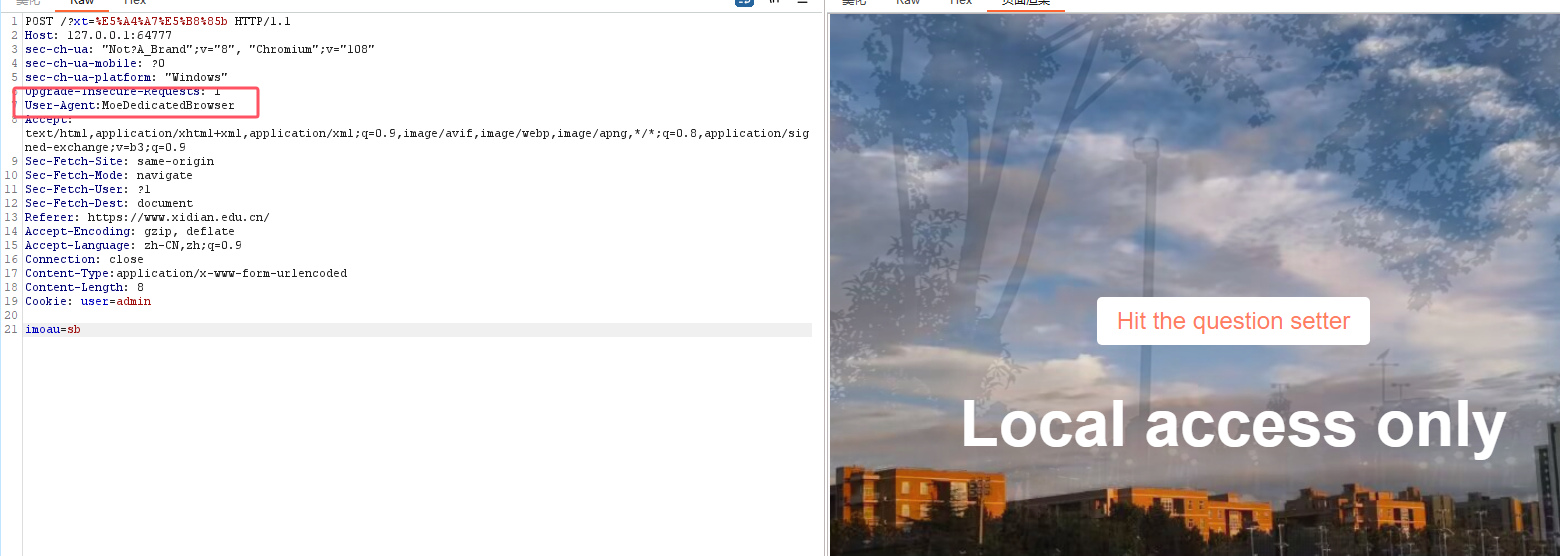 Raw
Hex
1 POST /?xt=%E5%A4%A7%E5%B8%85b HTTP/1.1
2 Host: 127.0.0.1:64777
3 sec-ch-ua: "Not?A_Brand";v="8", "Chromium";v="108"
4 sec-ch-ua-mobile: ?0
5 sec-ch-ua-platform: "Windows"
6 Upgrade-Insecure-Requests: 1
7 User-Agent:MoeDedicatedBrowser
8 Accept:
text/html,application/xhtml+xml,application/xml;q=0.9,image/avif,image/webp,image/apng,*/*;q=0.8,application/sig
ned-exchange;v=b3;q=0.9
9 Sec-Fetch-Site: same-origin
10 Sec-Fetch-Mode: navigate
11 Sec-Fetch-User: ?1
12 Sec-Fetch-Dest: document
13 Referer: https://www.xidian.edu.cn/
14 Accept-Encoding: gzip, deflate
15 Accept-Language: zh-CN,zh;q=0.9
16 Connection: close
17 Content-Type:application/x-www-form-urlencoded
18 Content-Length: 8
19 Cookie: user=admin
20
21 imoau=sb
Raw
Hex
页面渲染
Hit the question setter
Local access only